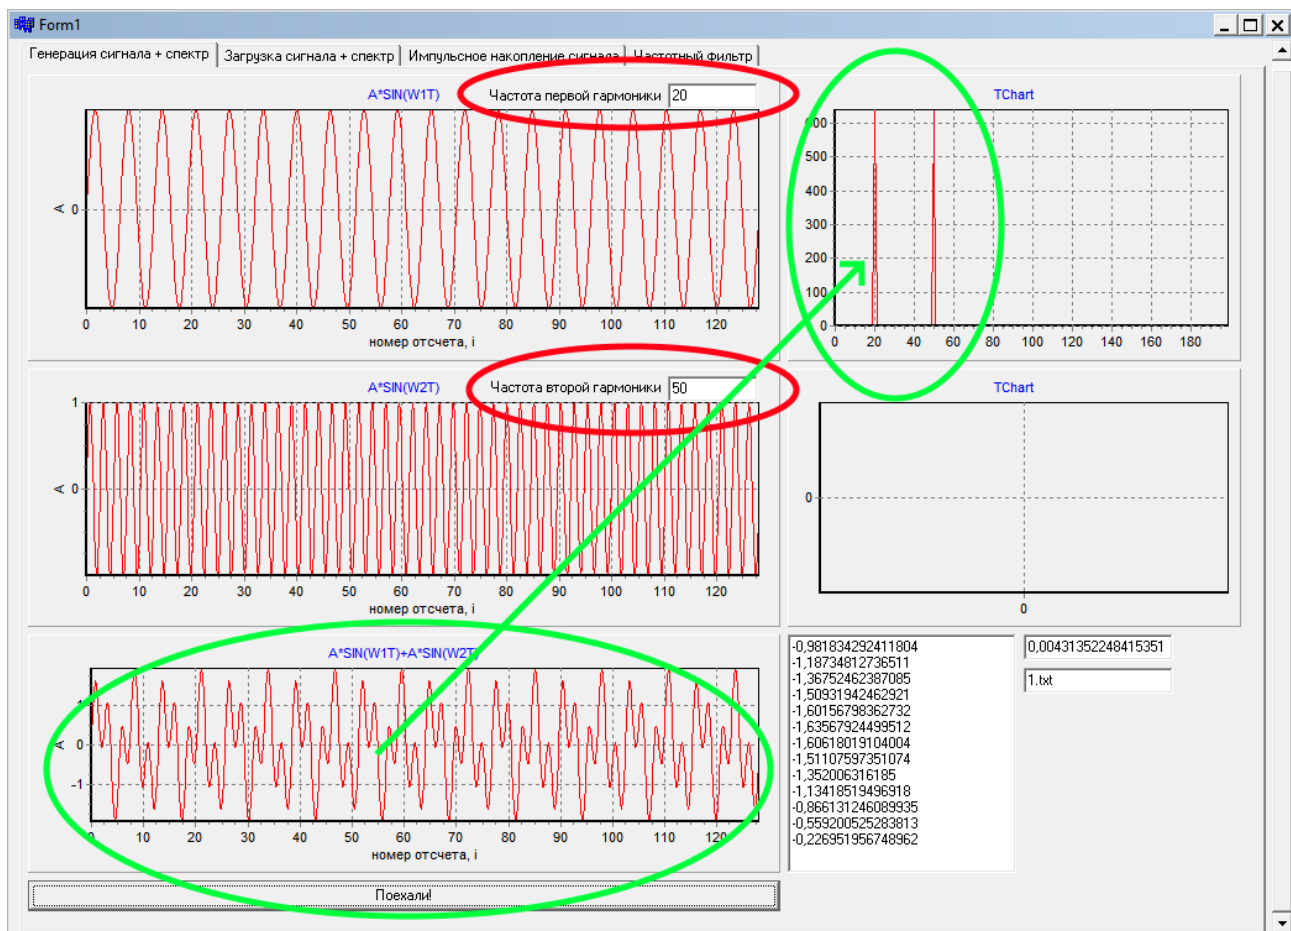 Form1
Генерация сигнала + спектр
Загрузка сигнала + спектр
Импульсное накопление сигнала
Частотный фильтр
A*SIN(W1T)
Частота первой гармоники
20
A
0
0 10 20 30 40 50 60 70 80 90 100 110 120
номер отсчета, i
TChart
600
500
400
300
200
100
0
0 20 40 60 80 100 120 140 160 180
A*SIN(W2T)
Частота второй гармоники
50
1
A
0
0 10 20 30 40 50 60 70 80 90 100 110 120
номер отсчета, i
TChart
0
0
A*SIN(W1T)+A*SIN(W2T)
1
A
0
-1
0 10 20 30 40 50 60 70 80 90 100 110 120
номер отсчета, i
-0,981834292411804
-1,18734812736511
-1,36752462387085
-1,50931942462921
-1,60156798362732
-1,63567924499512
-1,60618019104004
-1,51107597351074
-1,352006316185
-1,13418519496918
-0,866131246089935
-0,559200525283813
-0,226951956748962
0,00431352248415351
1.txt
Поехали!